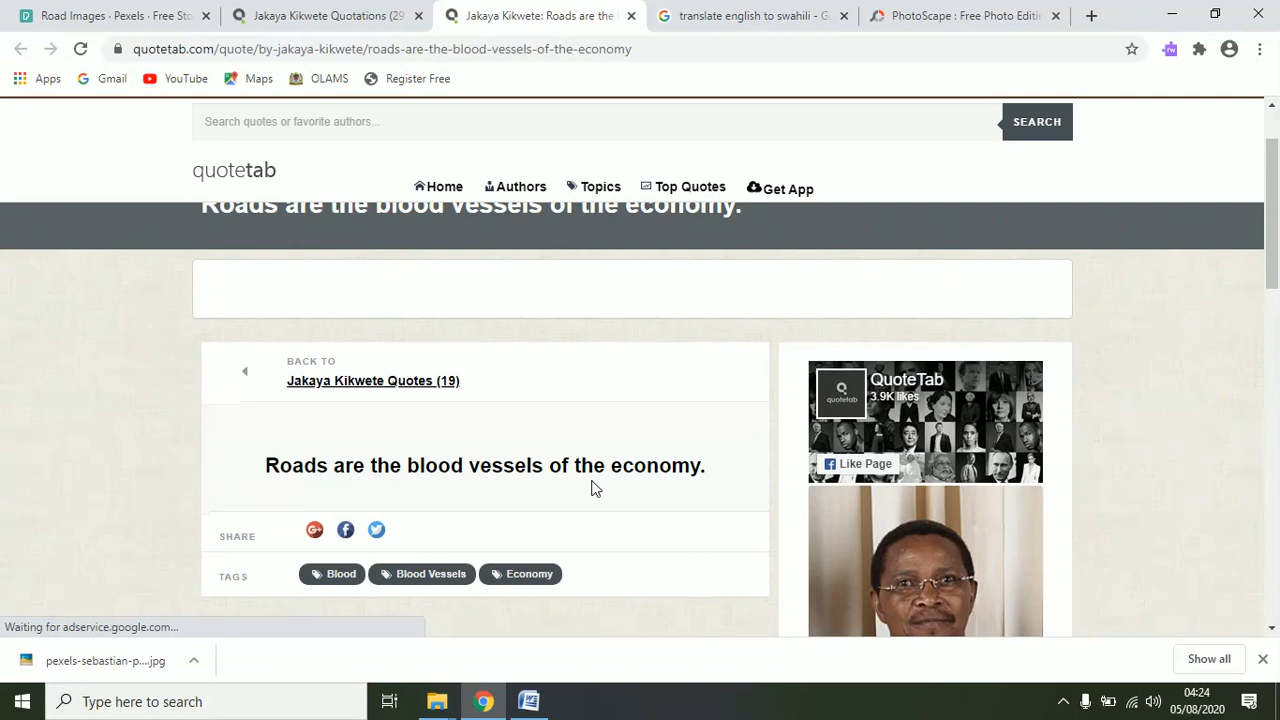 Road Images · Pexels · Free Sto
Jakaya Kikwete Quotations (29
Jakaya Kikwete: Roads are the
translate english to swahili - Go
PhotoScape : Free Photo Editin
quotetab.com/quote/by-jakaya-kikwete/roads-are-the-blood-vessels-of-the-economy
Apps
Gmail
YouTube
Maps
OLAMS
Register Free
Search quotes or favorite authors...
SEARCH
quotetab
Home
Authors
Topics
Top Quotes
Get App
Roads are the blood vessels of the economy.
BACK TO
Jakaya Kikwete Quotes (19)
Roads are the blood vessels of the economy.
SHARE
TAGS
Blood
Blood Vessels
Economy
quotetab
QuoteTab
3.9K likes
Like Page
Waiting for adservice.google.com...
pexels-sebastian-p....jpg
Show all
Type here to search
04:24
05/08/2020